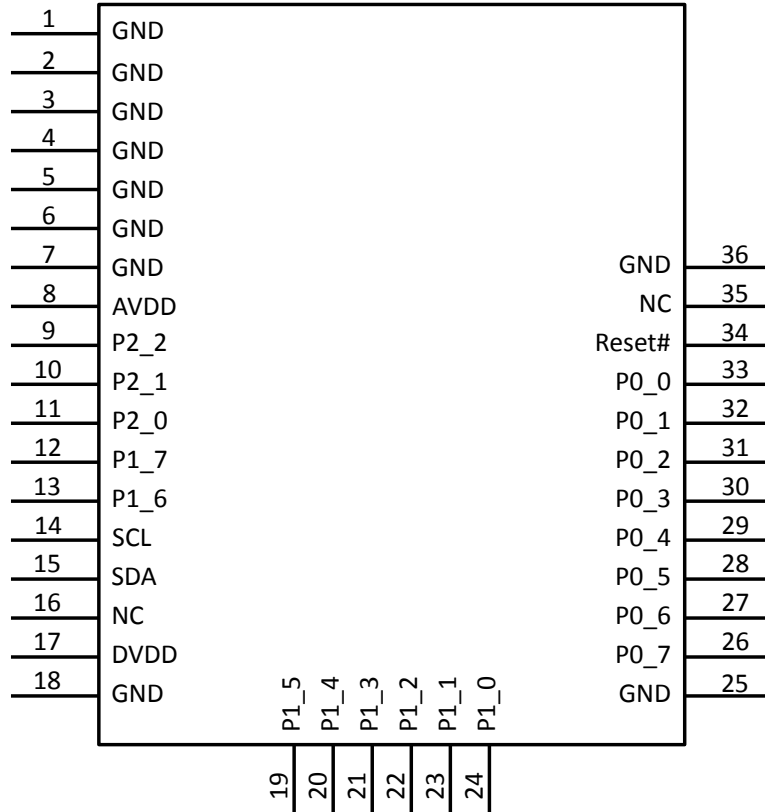 1 GND
2 GND
3 GND
4 GND
5 GND
6 GND
7 GND GND 36
8 AVDD NC 35
9 P2_2 Reset# 34
10 P2_1 P0_0 33
11 P2_0 P0_1 32
12 P1_7 P0_2 31
13 P1_6 P0_3 30
14 SCL P0_4 29
15 SDA P0_5 28
16 NC P0_6 27
17 DVDD P0_7 26
18 GND GND 25
P1_5 P1_4 P1_3 P1_2 P1_1 P1_0
19 20 21 22 23 24